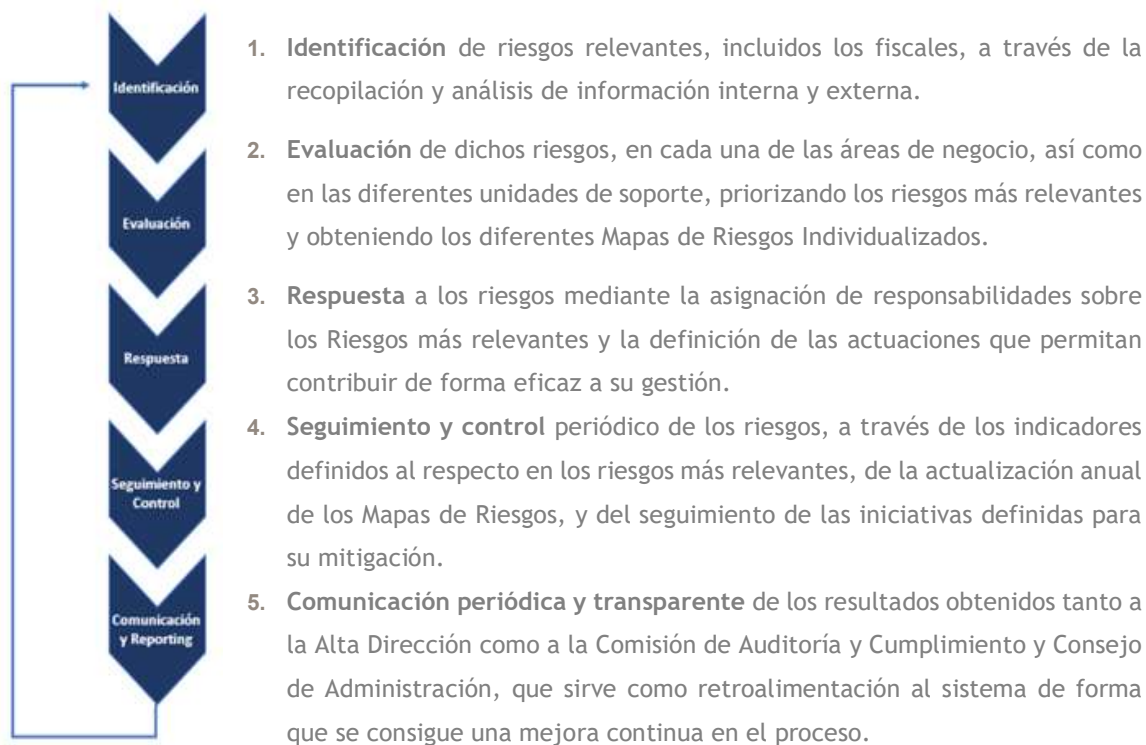 Identificación
Evaluación
Respuesta
Seguimiento y
Control
Comunicación
y Reporting
1. Identificación de riesgos relevantes, incluidos los fiscales, a través de la
recopilación y análisis de información interna y externa.
2. Evaluación de dichos riesgos, en cada una de las áreas de negocio, así como
en las diferentes unidades de soporte, priorizando los riesgos más relevantes
y obteniendo los diferentes Mapas de Riesgos Individualizados.
3. Respuesta a los riesgos mediante la asignación de responsabilidades sobre
los Riesgos más relevantes y la definición de las actuaciones que permitan
contribuir de forma eficaz a su gestión.
4. Seguimiento y control periódico de los riesgos, a través de los indicadores
definidos al respecto en los riesgos más relevantes, de la actualización anual
de los Mapas de Riesgos, y del seguimiento de las iniciativas definidas para
su mitigación.
5. Comunicación periódica y transparente de los resultados obtenidos tanto a
la Alta Dirección como a la Comisión de Auditoría y Cumplimiento y Consejo
de Administración, que sirve como retroalimentación al sistema de forma
que se consigue una mejora continua en el proceso.